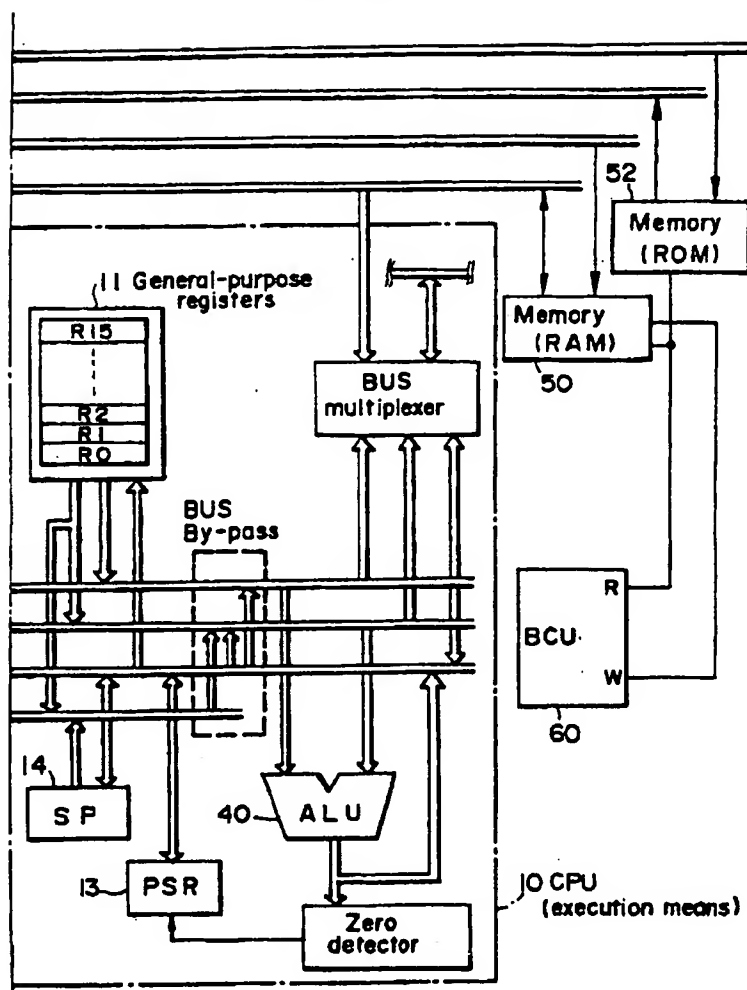 52
Memory
(ROM)
11 General-purpose
registers
R15
R2
R1
R0
Memory
(RAM)
50
BUS
multiplexer
BUS
By-pass
R
BCU
W
60
14
SP
40
ALU
13
PSR
10 CPU
(execution means)
Zero
detector